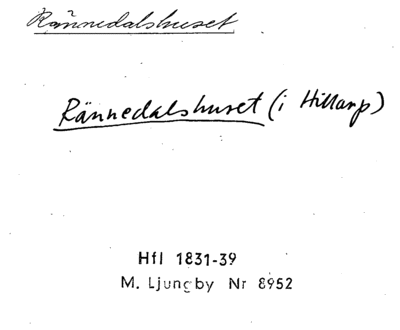 Rännedalshuset
Rännedalshuset (i Hillarp)
Hfl 1831-39
M. Ljungby Nr 8952